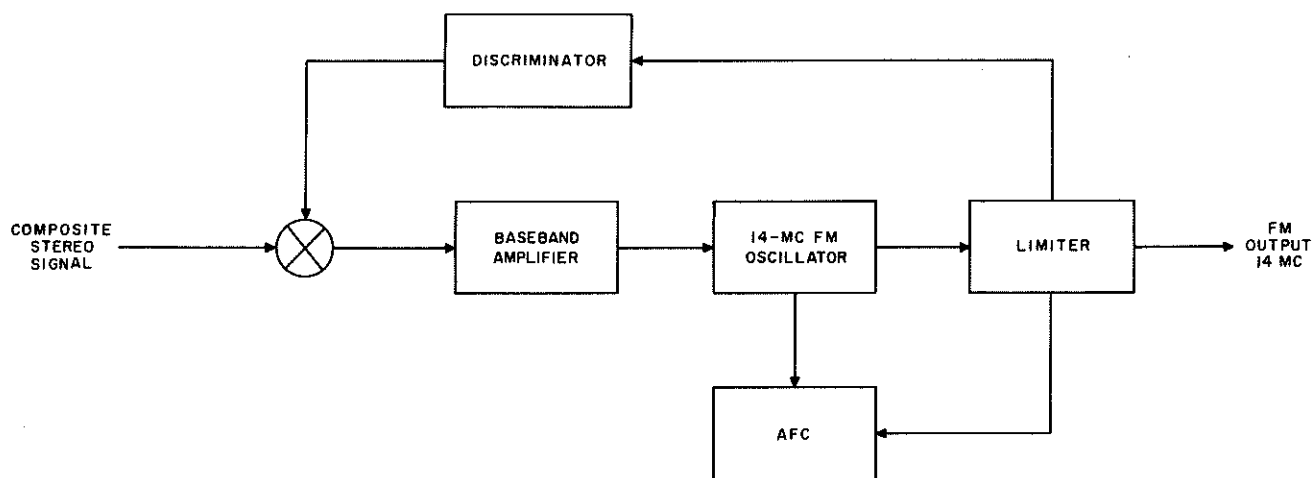 DISCRIMINATOR
COMPOSITE
STEREO
SIGNAL
BASEBAND
AMPLIFIER
14-MC FM
OSCILLATOR
LIMITER
FM
OUTPUT
14 MC
AFC